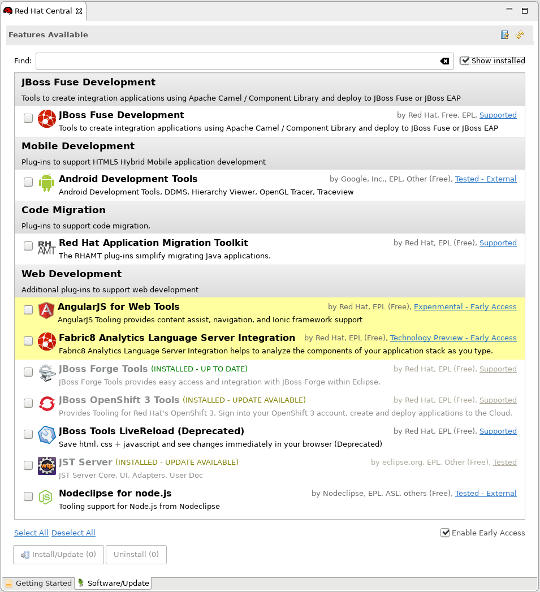 Red Hat Central
Features Available
Find:
Show installed
JBoss Fuse Development
Tools to create integration applications using Apache Camel / Component Library and deploy to JBoss Fuse or JBoss EAP
JBoss Fuse Development by Red Hat, Free, EPL, Supported
Tools to create integration applications using Apache Camel / Component Library and deploy to JBoss Fuse or JBoss EAP
Mobile Development
Plug-ins to support HTML5 Hybrid Mobile application development
Android Development Tools by Google, Inc., EPL, Other (Free), Tested - External
Android Development Tools, DDMS, Hierarchy Viewer, OpenGL Tracer, Traceview
Code Migration
Plug-ins to support code migration.
RHAMT
Red Hat Application Migration Toolkit by Red Hat, EPL (Free), Supported
The RHAMT plug-ins simplify migrating Java applications.
Web Development
Additional plug-ins to support web development
AngularJS for Web Tools by Red Hat, EPL (Free), Experimental - Early Access
AngularJS Tooling provides content assist, navigation, and Ionic framework support
Fabric8 Analytics Language Server Integration by Red Hat, EPL (Free), Technology Preview - Early Access
Fabric8 Analytics Language Server Integration helps to analyze the components of your application stack as you type.
JBoss Forge Tools (INSTALLED - UP TO DATE) by Red Hat, EPL (Free), Supported
JBoss Forge Tools provides easy access and integration with JBoss Forge within Eclipse.
JBoss OpenShift 3 Tools (INSTALLED - UPDATE AVAILABLE) by Red Hat, EPL (Free), Supported
Provides Tooling for Red Hat's OpenShift 3. Sign into your OpenShift 3 account, create and deploy applications to the Cloud.
JBoss Tools LiveReload (Deprecated) by Red Hat, EPL (Free), Supported
Save html, css + javascript and see changes immediately in your browser (Deprecated)
JST Server (INSTALLED - UPDATE AVAILABLE) by eclipse.org, EPL, Other (Free), Tested
JST Server Core, UI, Adapters, User Doc
Nodeclipse for node.js by Nodeclipse, EPL, ASL, others (Free), Tested - External
Tooling support for Node.js from Nodeclipse
Select All Deselect All
Enable Early Access
Install/Update (0) Uninstall (0)
Getting Started Software/Update